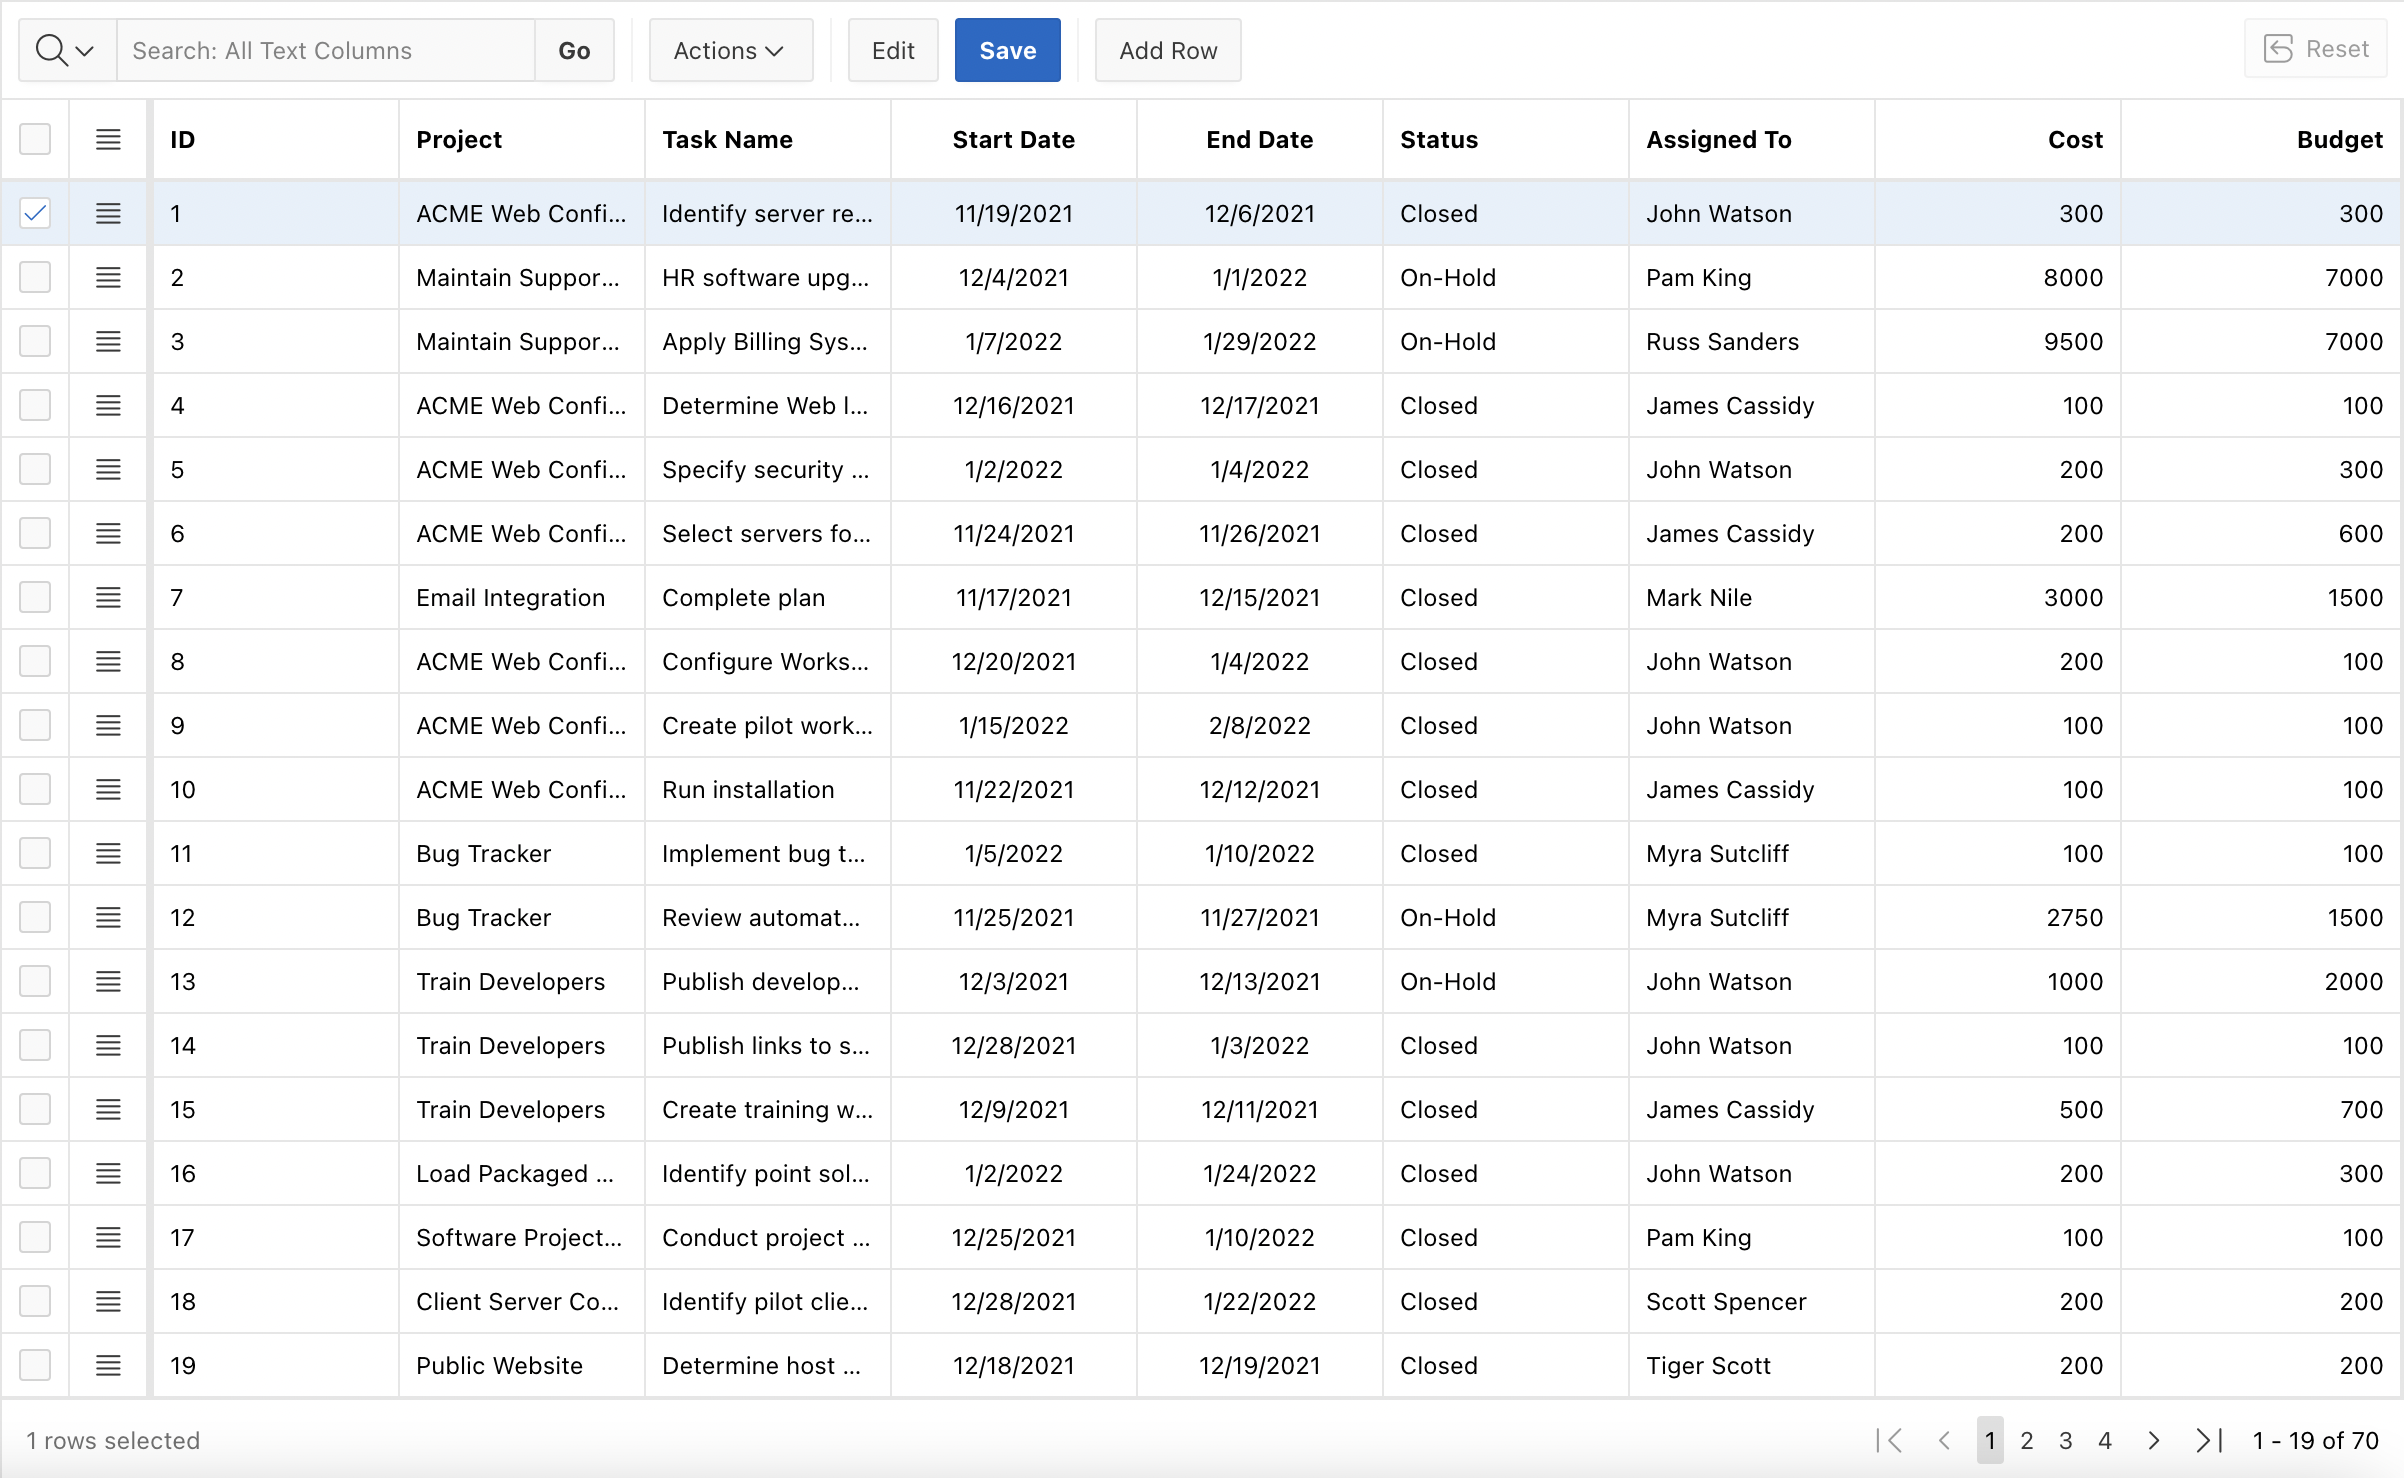 Search: All Text Columns Go Actions Edit Save Add Row Reset
ID Project Task Name Start Date End Date Status Assigned To Cost Budget
1 ACME Web Confi... Identify server re... 11/19/2021 12/6/2021 Closed John Watson 300 300
2 Maintain Suppor... HR software upg... 12/4/2021 1/1/2022 On-Hold Pam King 8000 7000
3 Maintain Suppor... Apply Billing Sys... 1/7/2022 1/29/2022 On-Hold Russ Sanders 9500 7000
4 ACME Web Confi... Determine Web l... 12/16/2021 12/17/2021 Closed James Cassidy 100 100
5 ACME Web Confi... Specify security ... 1/2/2022 1/4/2022 Closed John Watson 200 300
6 ACME Web Confi... Select servers fo... 11/24/2021 11/26/2021 Closed James Cassidy 200 600
7 Email Integration Complete plan 11/17/2021 12/15/2021 Closed Mark Nile 3000 1500
8 ACME Web Confi... Configure Works... 12/20/2021 1/4/2022 Closed John Watson 200 100
9 ACME Web Confi... Create pilot work... 1/15/2022 2/8/2022 Closed John Watson 100 100
10 ACME Web Confi... Run installation 11/22/2021 12/12/2021 Closed James Cassidy 100 100
11 Bug Tracker Implement bug t... 1/5/2022 1/10/2022 Closed Myra Sutcliff 100 100
12 Bug Tracker Review automat... 11/25/2021 11/27/2021 On-Hold Myra Sutcliff 2750 1500
13 Train Developers Publish develop... 12/3/2021 12/13/2021 On-Hold John Watson 1000 2000
14 Train Developers Publish links to s... 12/28/2021 1/3/2022 Closed John Watson 100 100
15 Train Developers Create training w... 12/9/2021 12/11/2021 Closed James Cassidy 500 700
16 Load Packaged ... Identify point sol... 1/2/2022 1/24/2022 Closed John Watson 200 300
17 Software Project... Conduct project ... 12/25/2021 1/10/2022 Closed Pam King 100 100
18 Client Server Co... Identify pilot clie... 12/28/2021 1/22/2022 Closed Scott Spencer 200 200
19 Public Website Determine host ... 12/18/2021 12/19/2021 Closed Tiger Scott 200 200
1 rows selected 1 2 3 4 1 - 19 of 70